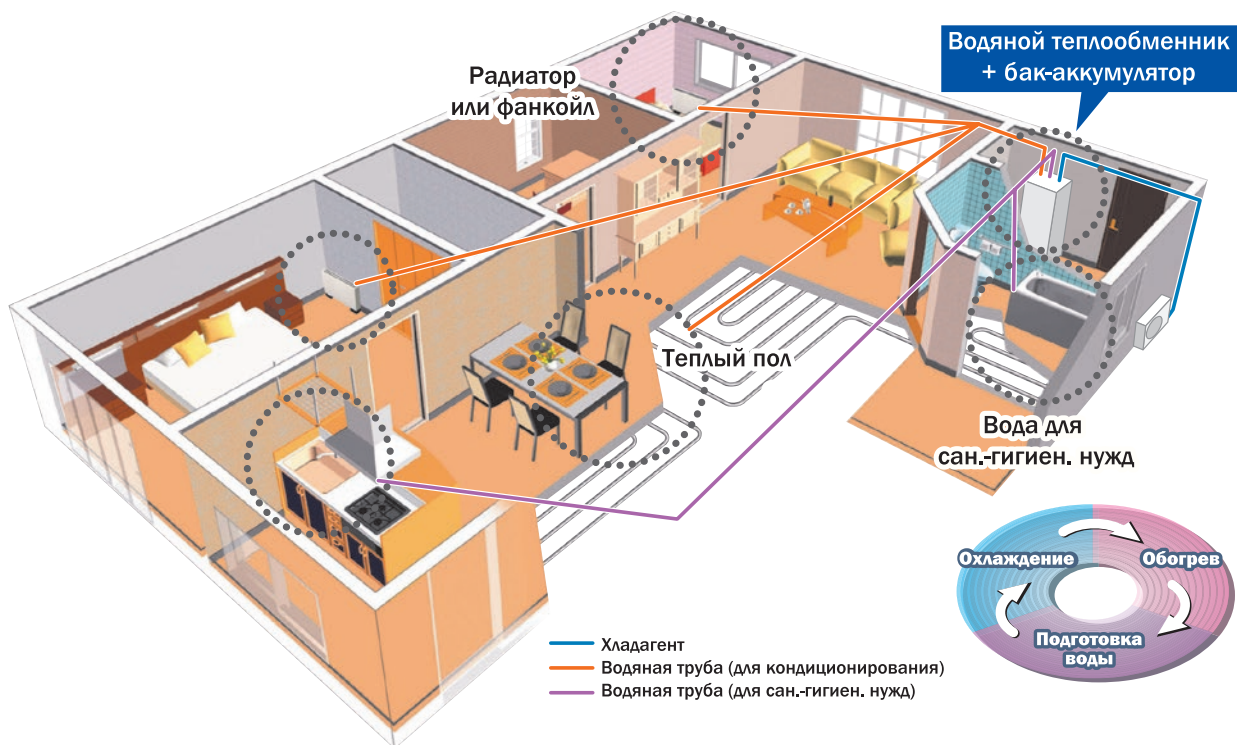 Водяной теплообменник
+ бак-аккумулятор
Радиатор
или фанкойл
Теплый пол
Вода для
сан.-гигиен. нужд
Охлаждение
Обогрев
Подготовка
воды
Хладагент
Водяная труба (для кондиционирования)
Водяная труба (для сан.-гигиен. нужд)